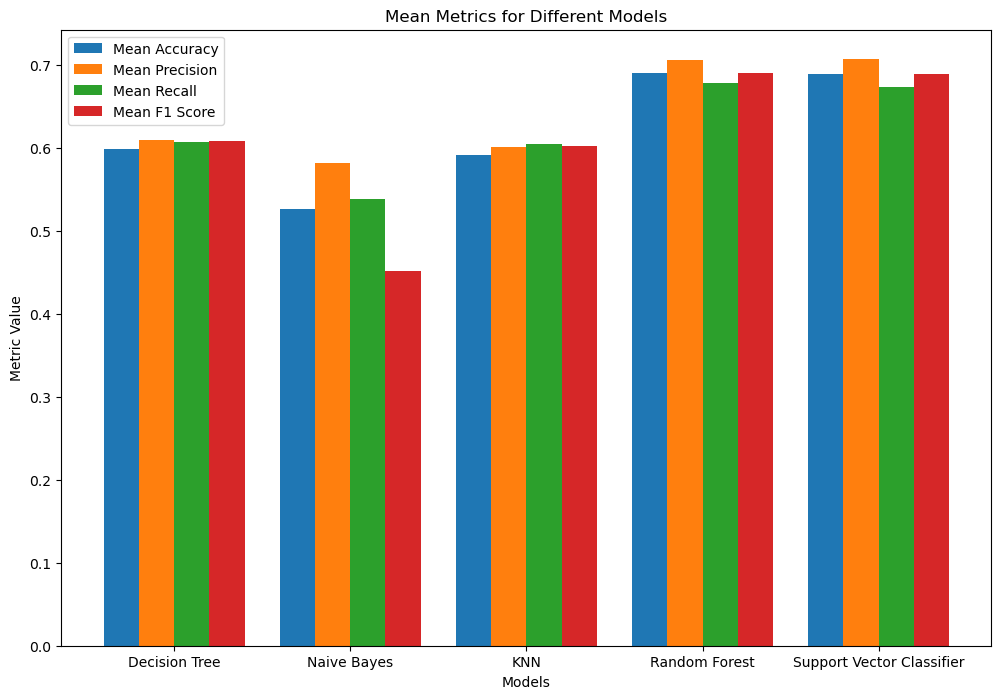 Mean Metrics for Different Models
Mean Accuracy
Mean Precision
Mean Recall
Mean F1 Score
Metric Value
0.7
0.6
0.5
0.4
0.3
0.2
0.1
0.0
Decision Tree Naive Bayes KNN Random Forest Support Vector Classifier
Models